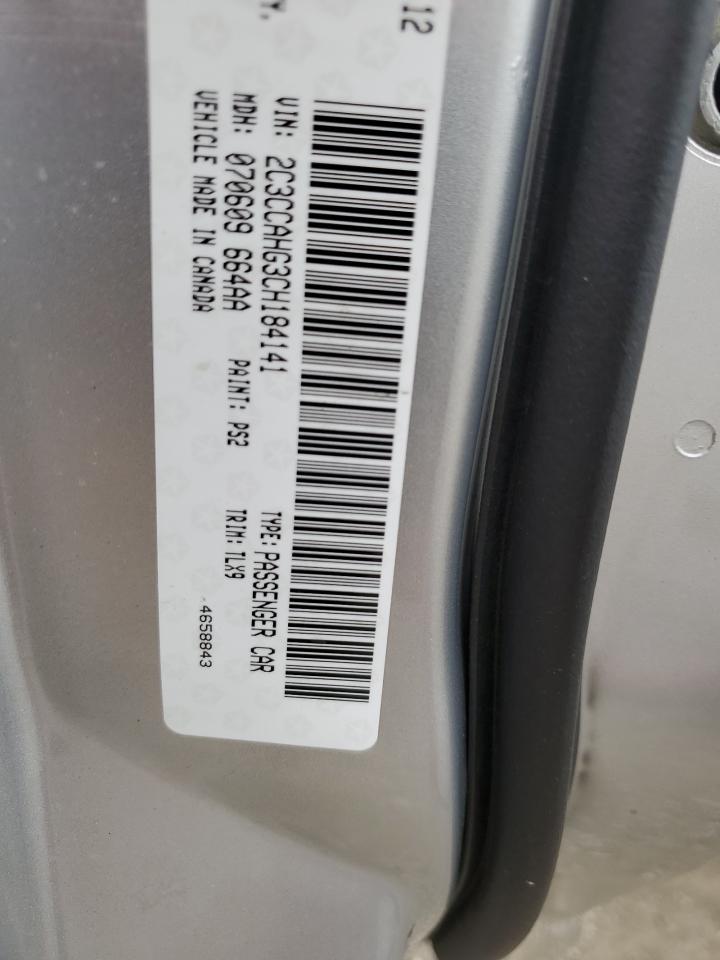 12
Y.
VIN: 2C3CCAHG3CH184141 TYPE: PASSENGER CAR
MDH: 070609 664AA PAINT: PS2 TRIM: TLX9
VEHICLE MADE IN CANADA 4658843